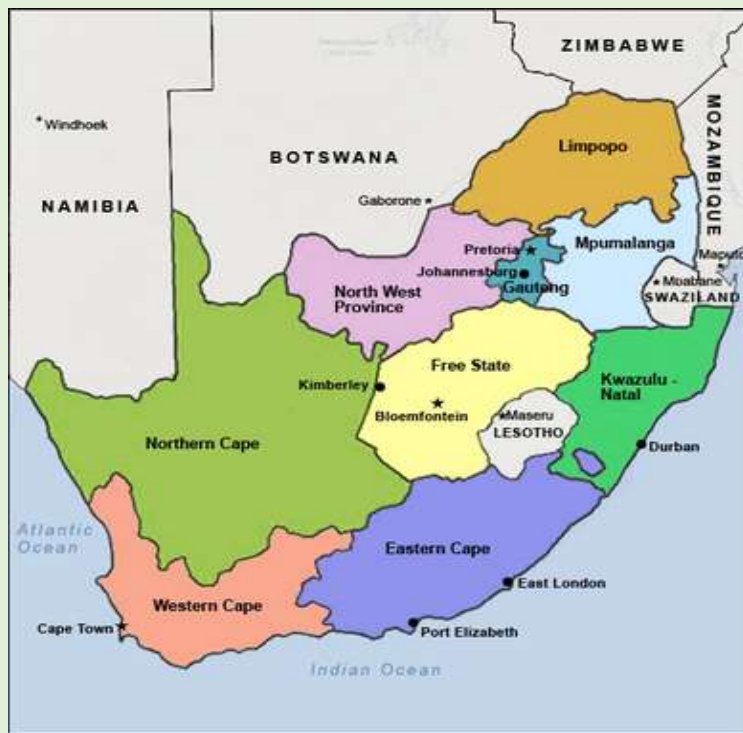 ZIMBABWE
Windhoek
Limpopo
MOZAMBIQUE
BOTSWANA
NAMIBIA
Gaborone
Pretoria
Mpumalanga
Maputo
Johannesburg
Gauteng
Mbabane
SWAZILAND
North West
Province
Free State
Kwazulu -
Natal
Kimberley
Bloemfontein
Maseru
LESOTHO
Northern Cape
Durban
Atlantic
Ocean
Eastern Cape
East London
Western Cape
Cape Town
Port Elizabeth
Indian Ocean